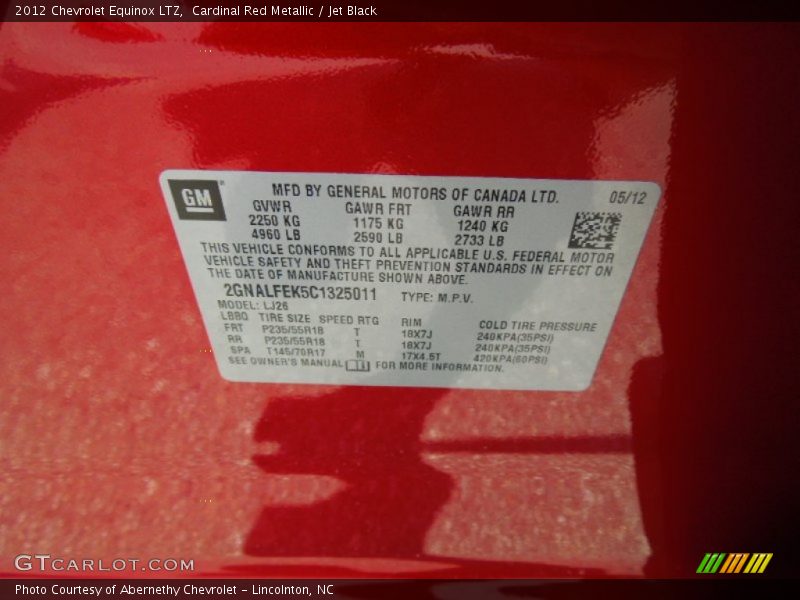 2012 Chevrolet Equinox LTZ, Cardinal Red Metallic / Jet Black
GM
MFD BY GENERAL MOTORS OF CANADA LTD. 05/12
GVWR GAWR FRT GAWR RR
2250 KG 1175 KG 1240 KG
4960 LB 2590 LB 2733 LB
THIS VEHICLE CONFORMS TO ALL APPLICABLE U.S. FEDERAL MOTOR
VEHICLE SAFETY AND THEFT PREVENTION STANDARDS IN EFFECT ON
THE DATE OF MANUFACTURE SHOWN ABOVE.
2GNALFEK5C1325011 TYPE: M.P.V.
MODEL: LJ26
LBBQ TIRE SIZE SPEED RTG RIM COLD TIRE PRESSURE
FRT P235/55R18 T 18X7J 240KPA(35PSI)
RR P235/55R18 T 18X7J 240KPA(35PSI)
SPA T145/70R17 M 17X4.5T 420KPA(60PSI)
SEE OWNER'S MANUAL FOR MORE INFORMATION.
GTCARLOT.COM
Photo Courtesy of Abernethy Chevrolet - Lincolnton, NC